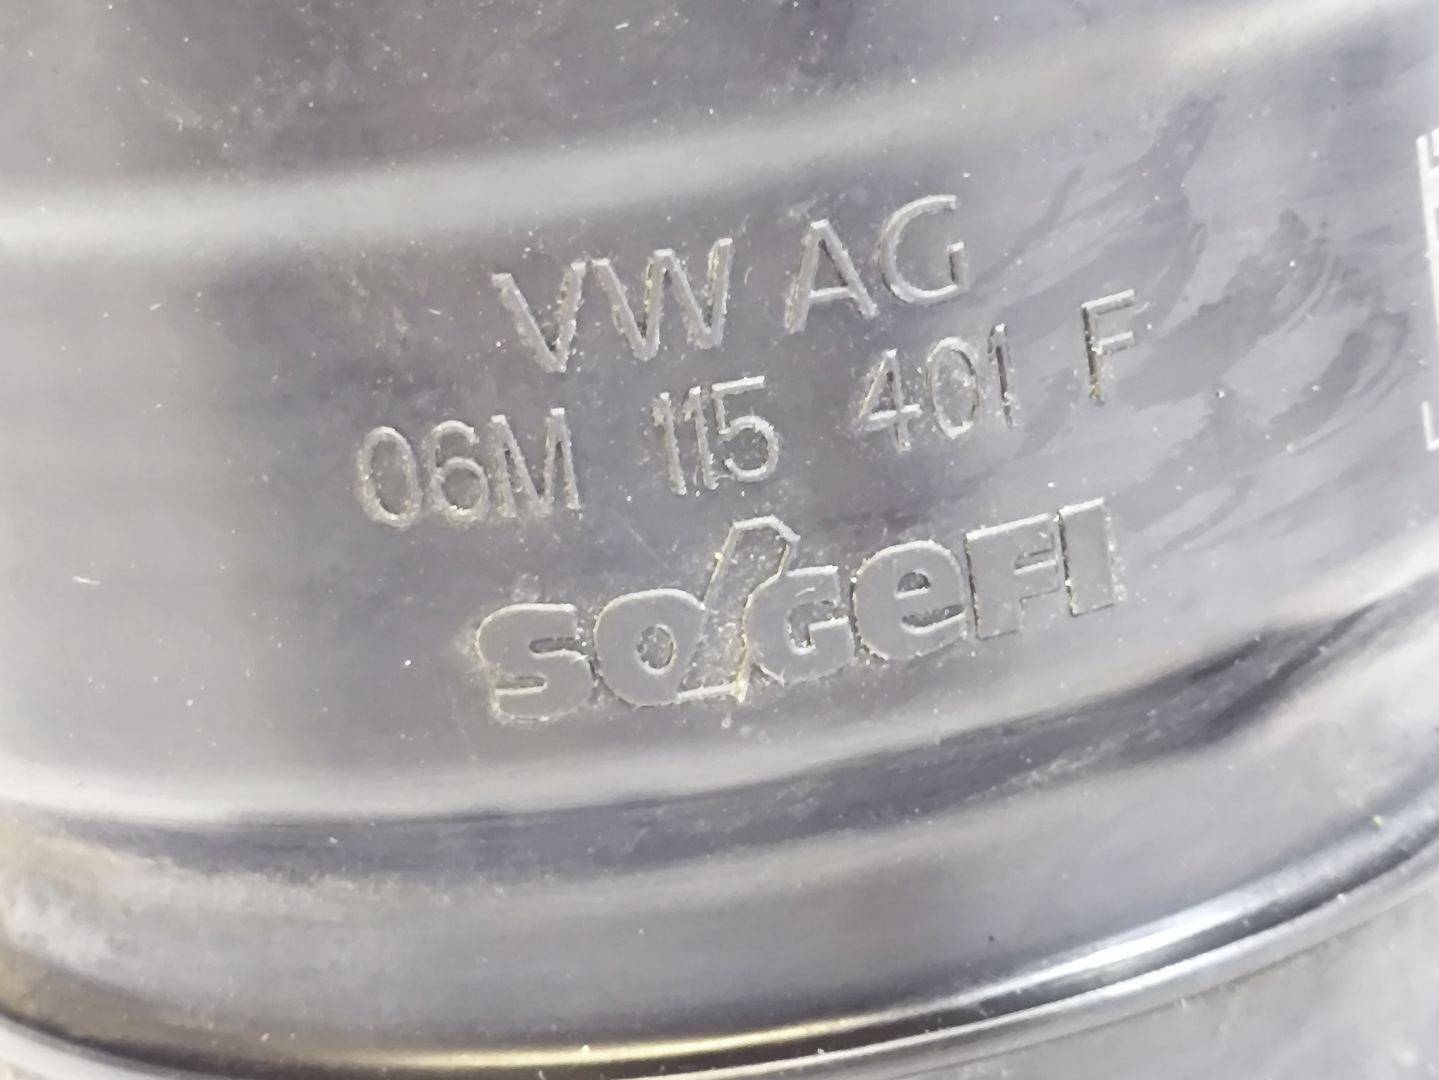 VW AG
06M 115 401 F
SOGEFI